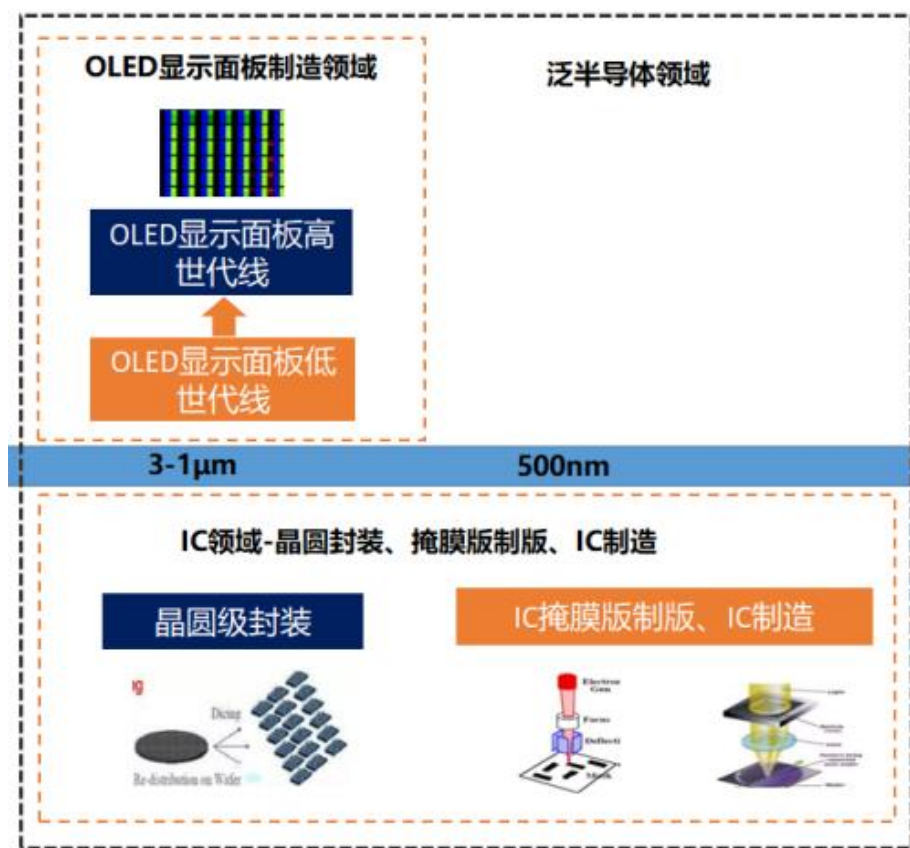 OLED显示面板制造领域
泛半导体领域
OLED显示面板高
世代线
OLED显示面板低
世代线
3-1μm
500nm
IC领域-晶圆封装、掩膜版制版、IC制造
晶圆级封装
IC掩膜版制版、IC制造
Dicing
Re-distribution on Wafer
Electron
Gun
Focus
Deflecti
Mask